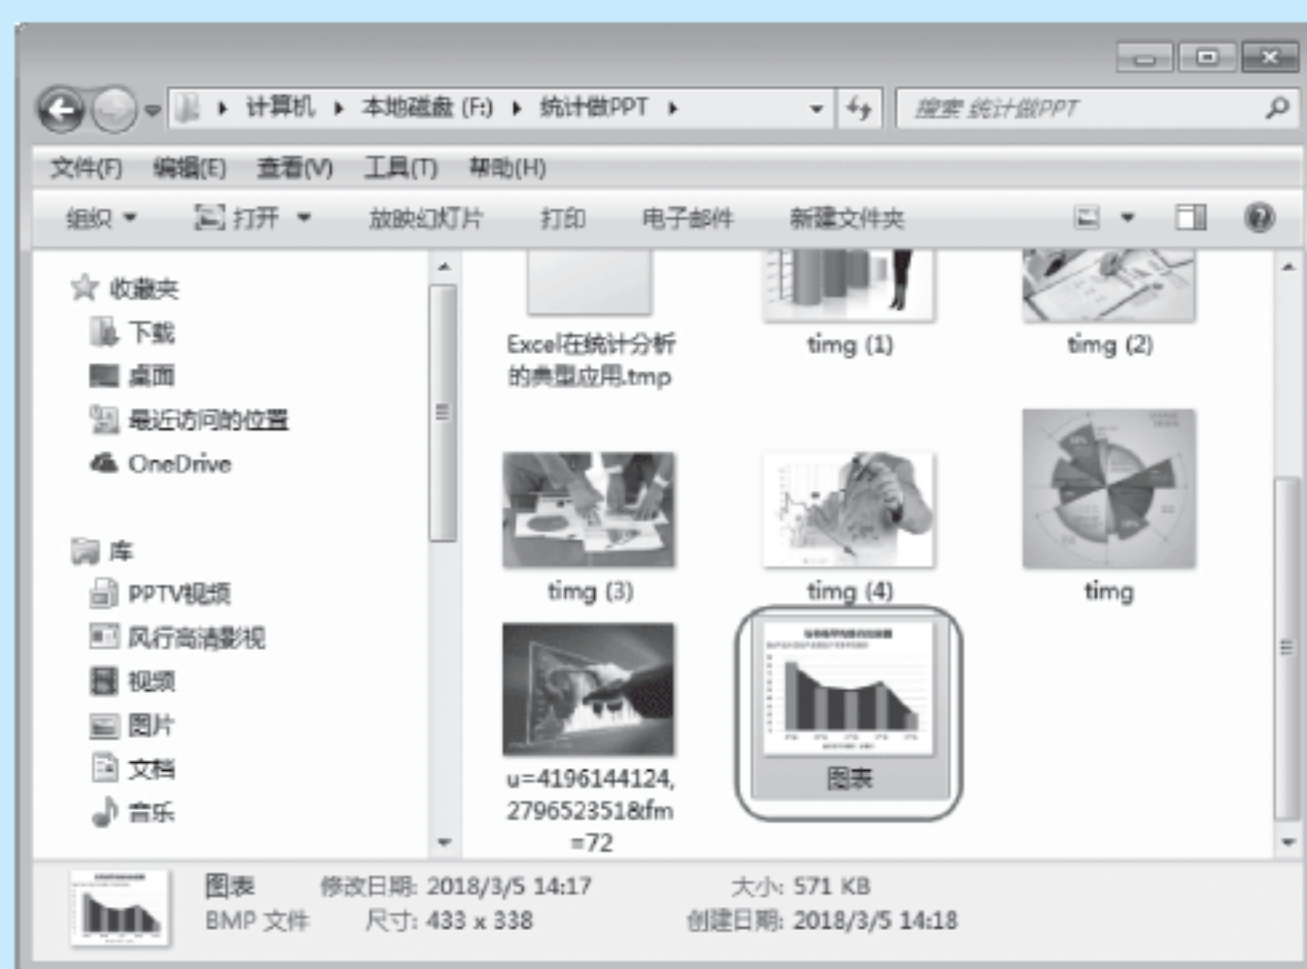 计算机 本地磁盘 (F:) 统计做PPT 搜索 统计做PPT
文件(F) 编辑(E) 查看(V) 工具(T) 帮助(H)
组织 打开 放映幻灯片 打印 电子邮件 新建文件夹
收藏夹
下载
桌面
最近访问的位置
OneDrive
库
PPTV视频
风行高清影视
视频
图片
文档
音乐
Excel在统计分析
的典型应用.tmp
timg (1)
timg (2)
timg (3)
timg (4)
timg
u=4196144124,
2796523518&fm
=72
图表
图表 修改日期: 2018/3/5 14:17 大小: 571 KB
BMP 文件 尺寸: 433 x 338 创建日期: 2018/3/5 14:18